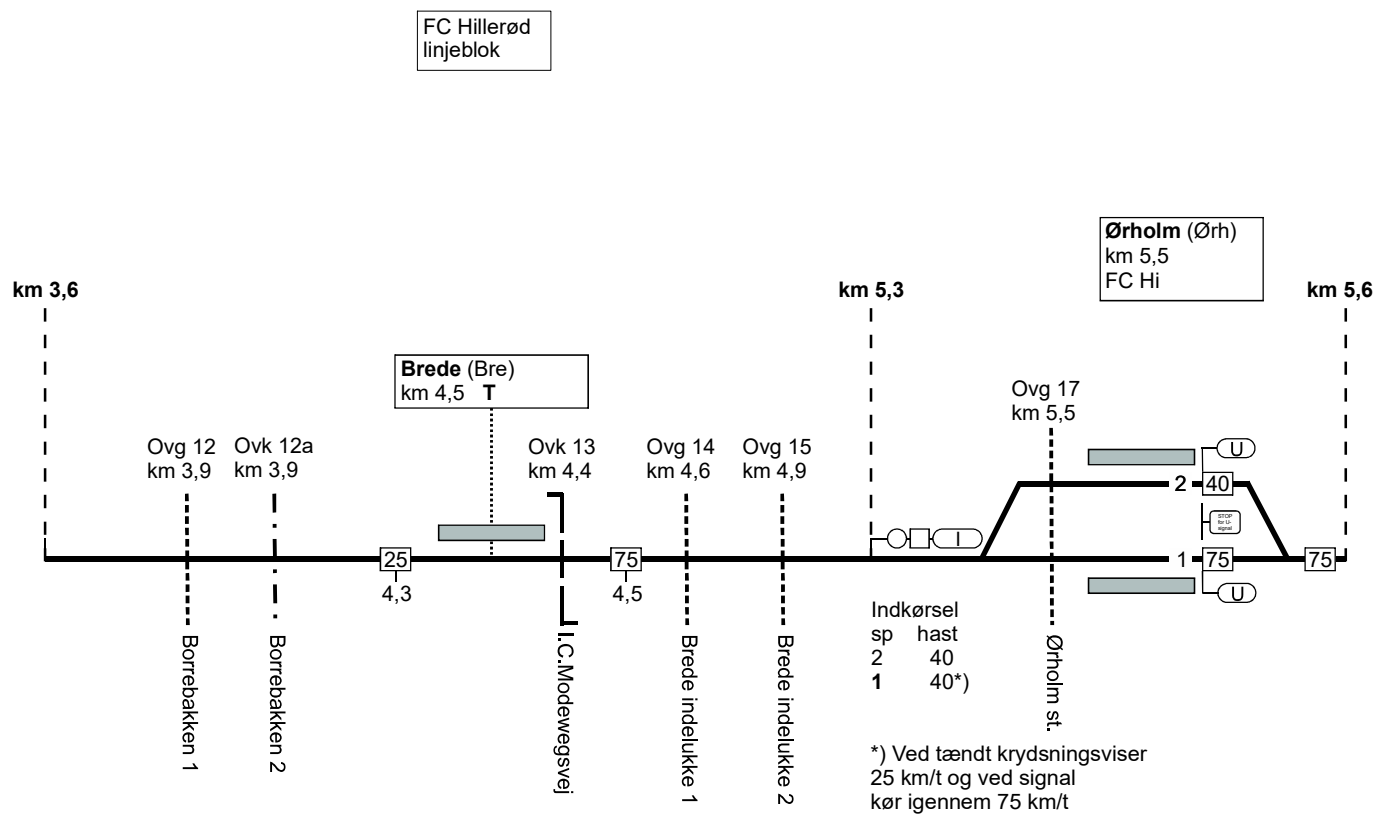 FC Hillerød
linjeblok
Ørholm (Ørh)
km 5,5
FC Hi
km 3,6
km 5,3
km 5,6
Brede (Bre)
km 4,5 T
Ovg 17
km 5,5
Ovg 12
km 3,9
Ovk 12a
km 3,9
Ovk 13
km 4,4
Ovg 14
km 4,6
Ovg 15
km 4,9
U
2
40
STOP
for U-
signal
I
25
75
1
75
75
4,3
4,5
U
Indkørsel
sp hast
2 40
1 40*)
Borrebakken 1
Borrebakken 2
I.C.Modewegsvej
Brede indelukke 1
Brede indelukke 2
Ørholm st.
*) Ved tændt krydsningsviser
25 km/t og ved signal
kør igennem 75 km/t